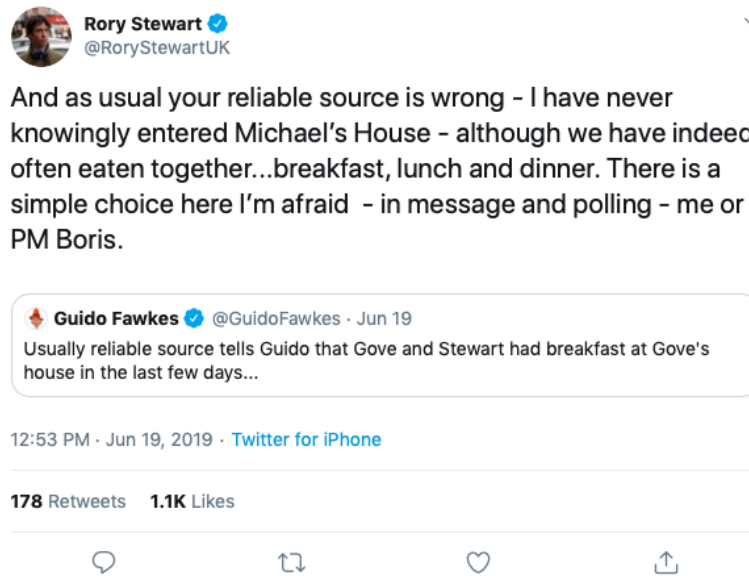 Rory Stewart
@RoryStewartUK
And as usual your reliable source is wrong - I have never
knowingly entered Michael's House - although we have indeed
often eaten together...breakfast, lunch and dinner. There is a
simple choice here I'm afraid - in message and polling - me or
PM Boris.
Guido Fawkes @GuidoFawkes · Jun 19
Usually reliable source tells Guido that Gove and Stewart had breakfast at Gove's
house in the last few days...
12:53 PM · Jun 19, 2019 · Twitter for iPhone
178 Retweets 1.1K Likes